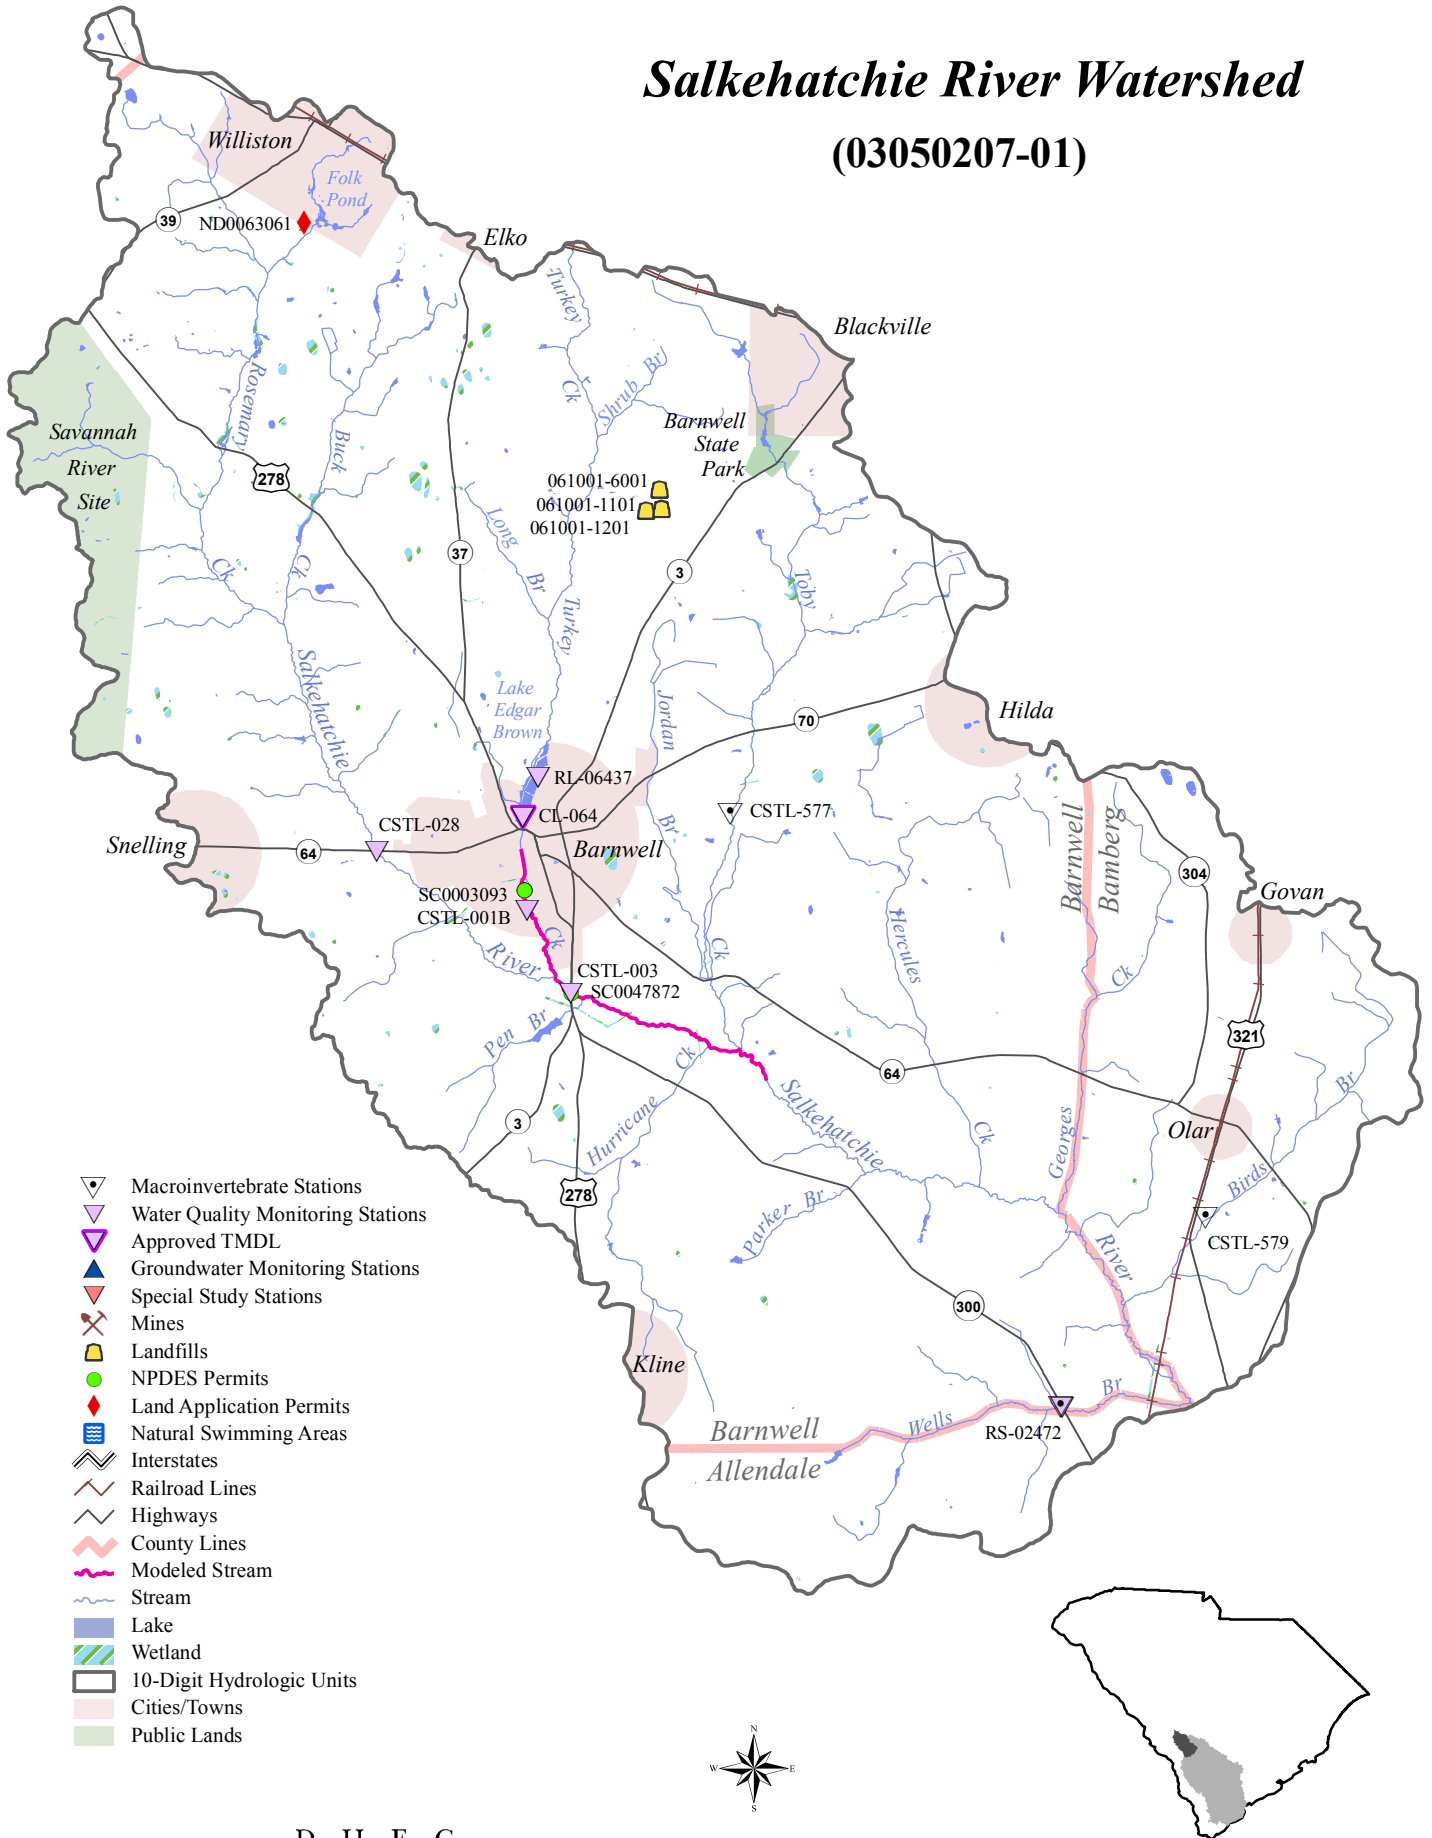 Salkehatchie River Watershed
(03050207-01)
Williston
Folk
Pond
39
ND0063061
Elko
Turkey
Ck
Shrub Br
Blackville
Barnwell
State
Park
Savannah
River
Site
Rosemary
Ck
Buck
Ck
278
37
Long
Br
061001-6001
061001-1101
061001-1201
3
Toby
Turkey
Salkehatchie
Lake
Edgar
Brown
Jordan
Br
70
Hilda
RL-06437
CL-064
CSTL-028
CSTL-577
Snelling
64
Barnwell
SC0003093
CSTL-001B
Ck
River
CSTL-003
SC0047872
Pen Br
Ck
Hercules
Ck
Barnwell
Bamberg
304
Govan
Ck
321
Br
64
Georges
Olar
Birds
CSTL-579
3
Hurricane
Ck
278
Salkehatchie
Parker Br
River
300
Kline
Barnwell
Allendale
Wells
Br
RS-02472
Macroinvertebrate Stations
Water Quality Monitoring Stations
Approved TMDL
Groundwater Monitoring Stations
Special Study Stations
Mines
Landfills
NPDES Permits
Land Application Permits
Natural Swimming Areas
Interstates
Railroad Lines
Highways
County Lines
Modeled Stream
Stream
Lake
Wetland
10-Digit Hydrologic Units
Cities/Towns
Public Lands
N
W
E
S
D H E C